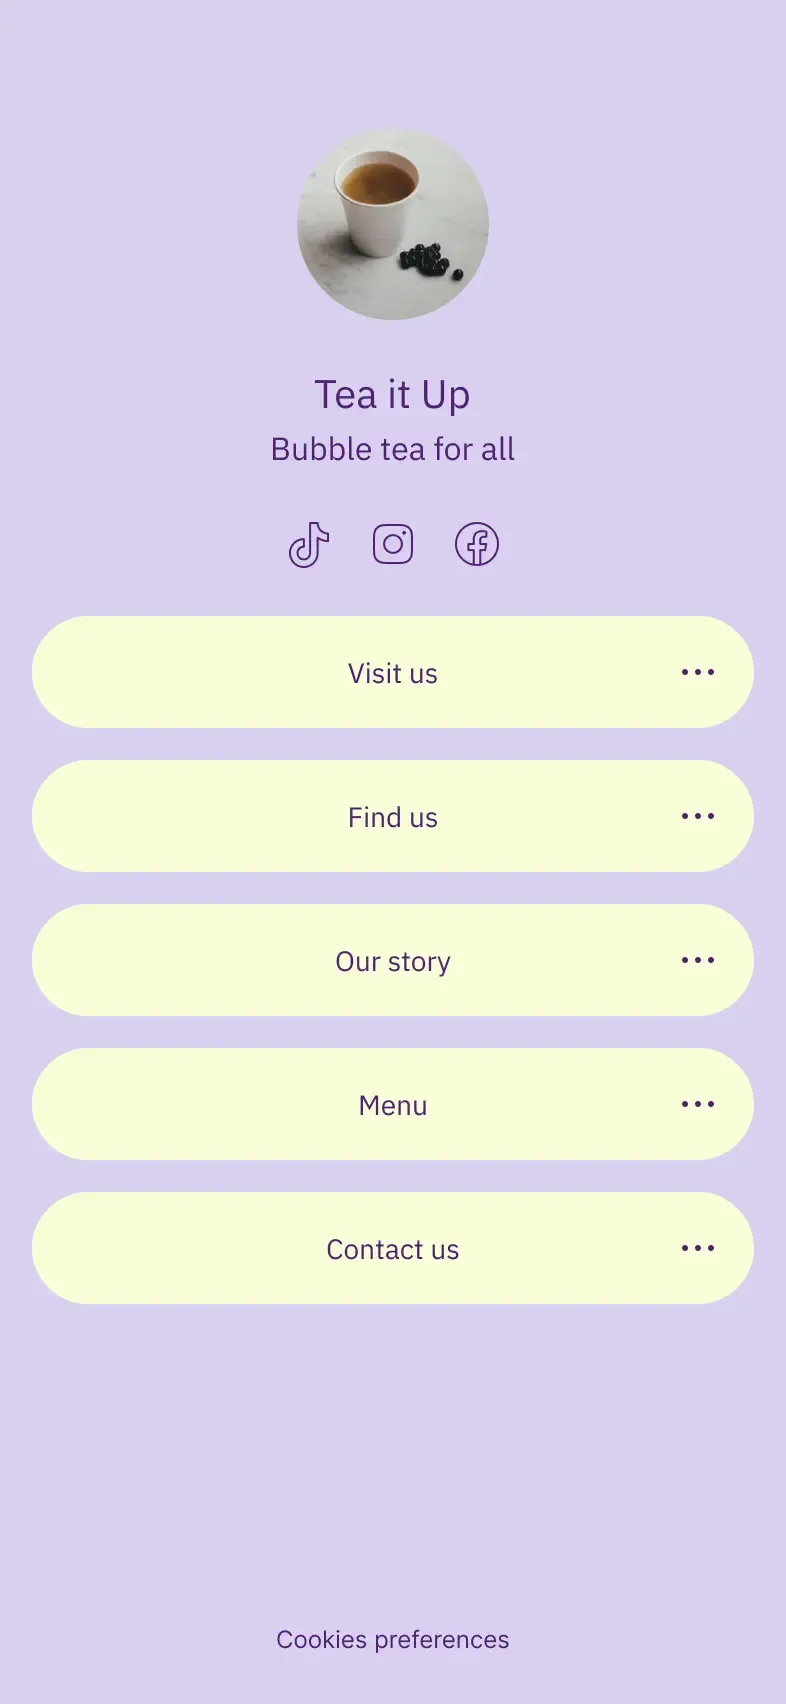 Tea it Up
Bubble tea for all
Visit us
Find us
Our story
Menu
Contact us
Cookies preferences